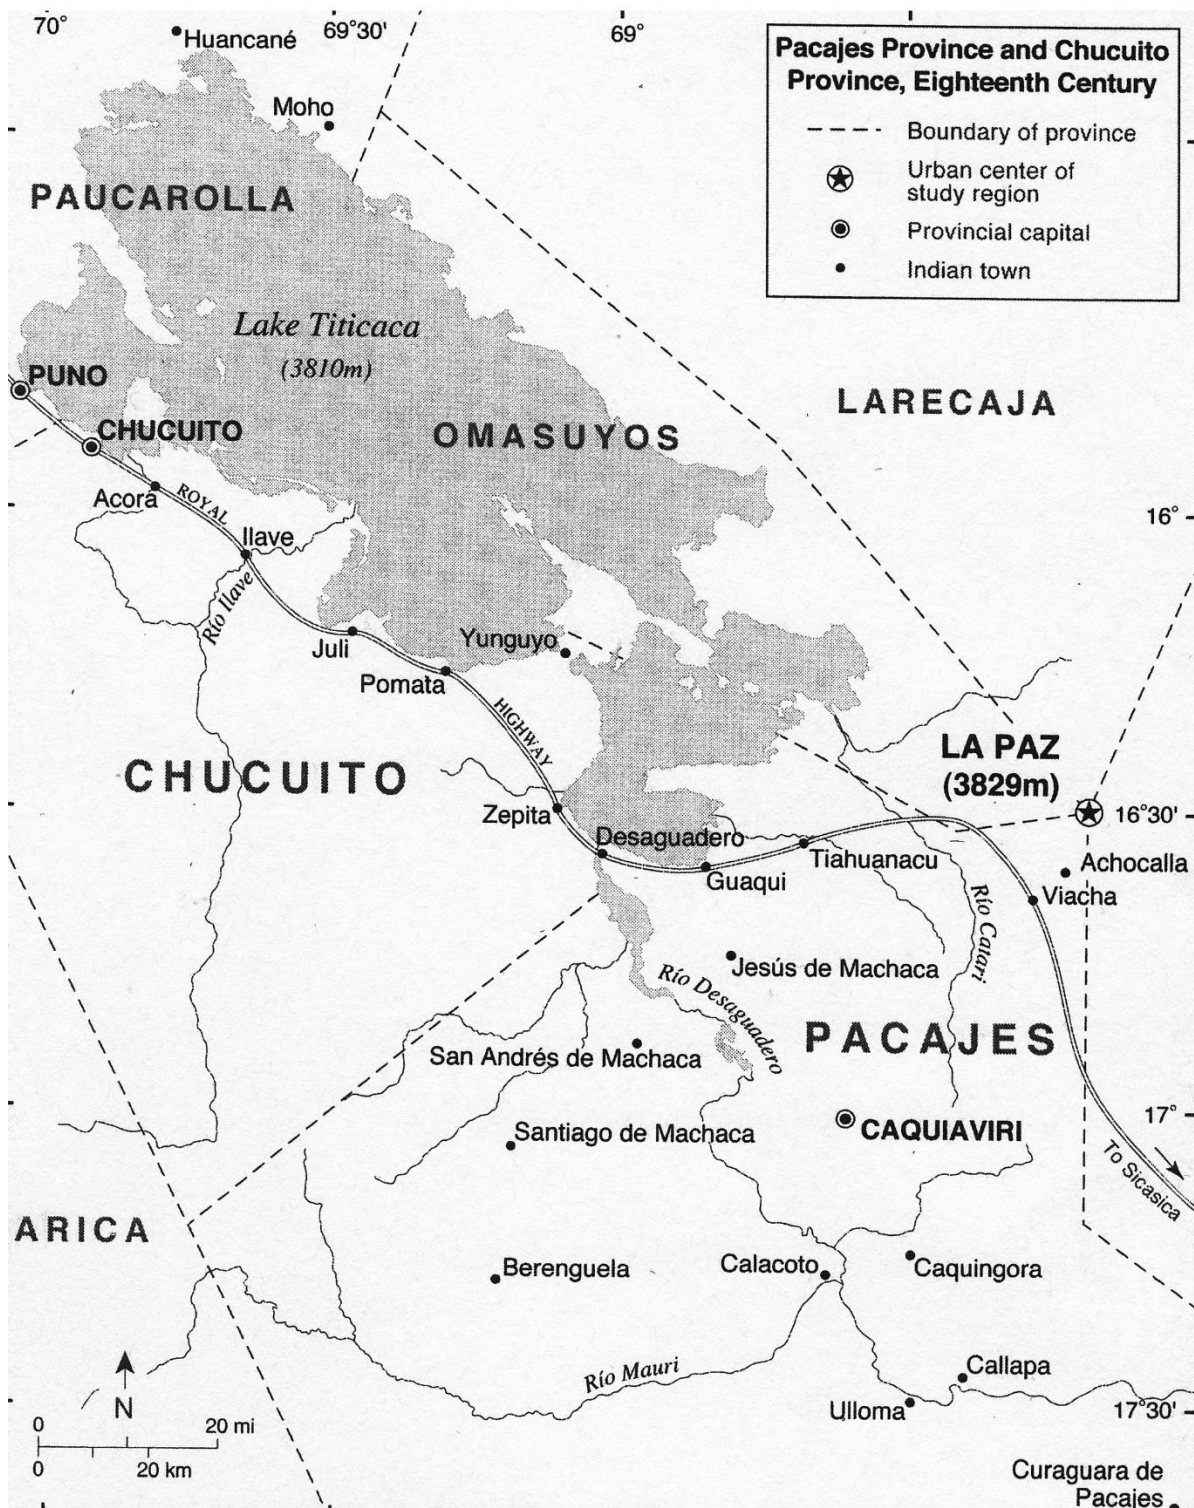 70°
69°30'
69°
Huancané
Moho
Pacajes Province and Chucuito
Province, Eighteenth Century
Boundary of province
Urban center of
study region
Provincial capital
Indian town
PAUCAROLLA
Lake Titicaca
(3810m)
PUNO
LARECAJA
CHUCUITO
OMASUYOS
Acorá
ROYAL
16°
Ilave
Río Ilave
Juli
Yunguyo
Pomata
HIGHWAY
LA PAZ
(3829m)
CHUCUITO
Zepita
16°30'
Desaguadero
Tiahuanacu
Achocalla
Guaqui
Viacha
Río Catari
Jesús de Machaca
Río Desaguadero
PACAJES
San Andrés de Machaca
17°
CAQUIAVIRI
Santiago de Machaca
To Sicasica
ARICA
Berenguela
Calacoto
Caquingora
Río Mauri
Callapa
N
Ulloma
17°30'
0 20 mi
0 20 km
Curaguara de
Pacajes